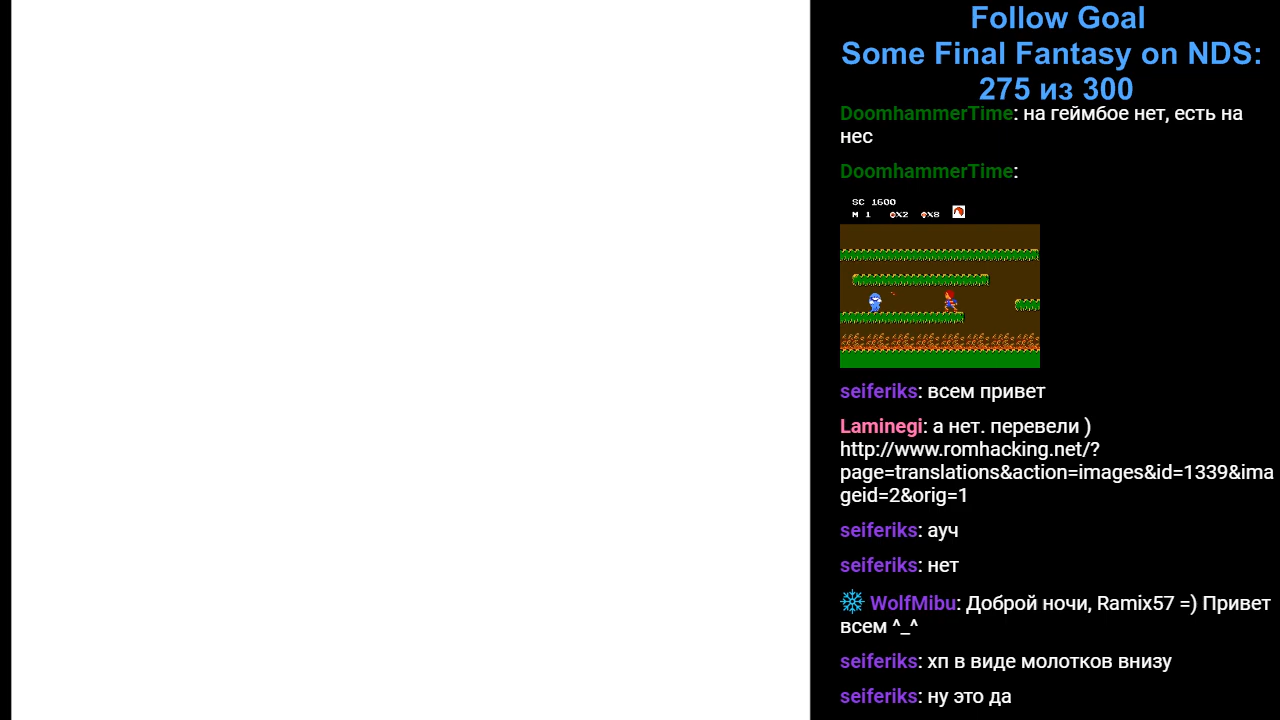 Follow Goal
Some Final Fantasy on NDS:
275 из 300
DoomhammerTime: на геймбое нет, есть на
нес
DoomhammerTime:
SC 1600
M 1 X2 X8
seiferiks: всем привет
Laminegi: а нет. перевели )
http://www.romhacking.net/?
page=translations&action=images&id=1339&ima
geid=2&orig=1
seiferiks: ауч
seiferiks: нет
WolfMibu: Доброй ночи, Ramix57 =) Привет
всем ^_^
seiferiks: хп в виде молотков внизу
seiferiks: ну это да